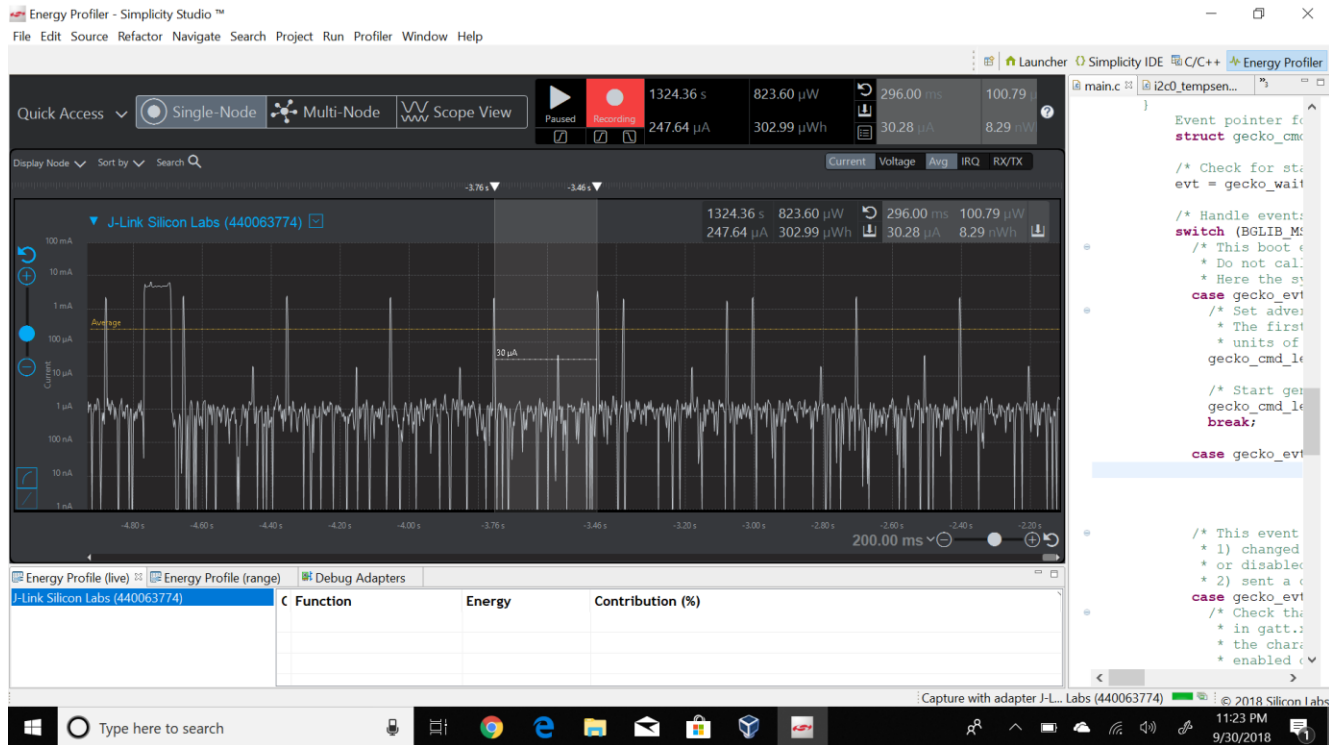 Energy Profiler - Simplicity Studio ™
File Edit Source Refactor Navigate Search Project Run Profiler Window Help
Launcher Simplicity IDE C/C++ Energy Profiler
Quick Access Single-Node Multi-Node Scope View
Paused Recording
1324.36 s 823.60 µW 296.00 ms 100.79 µ
247.64 µA 302.99 µWh 30.28 µA 8.29 nW
main.c i2c0_tempsen... »1
Display Node Sort by Search
Current Voltage Avg IRQ RX/TX
-3.76 s -3.46 s
J-Link Silicon Labs (440063774)
1324.36 s 823.60 µW 296.00 ms 100.79 µW
247.64 µA 302.99 µWh 30.28 µA 8.29 nWh
100 mA
10 mA
1 mA
Average
100 µA
30 µA
10 µA
Current
1 µA
100 nA
10 nA
1 nA
-4.80 s -4.60 s -4.40 s -4.20 s -4.00 s -3.76 s -3.46 s -3.20 s -3.00 s -2.80 s -2.60 s -2.40 s -2.20 s
200.00 ms
}
Event pointer fo
struct gecko_cmd
/* Check for sta
evt = gecko_wait
/* Handle events
switch (BGLIB_MS
/* This boot e
* Do not call
* Here the sy
case gecko_evt
/* Set adver
* The first
* units of
gecko_cmd_le
/* Start gen
gecko_cmd_le
break;
case gecko_evt
/* This event
* 1) changed
* or disabled
* 2) sent a c
case gecko_evt
/* Check tha
* in gatt.x
* the chara
* enabled o
Energy Profile (live) Energy Profile (range) Debug Adapters
J-Link Silicon Labs (440063774)
C Function Energy Contribution (%)
Capture with adapter J-L... Labs (440063774) © 2018 Silicon Labs
Type here to search
11:23 PM
9/30/2018
1